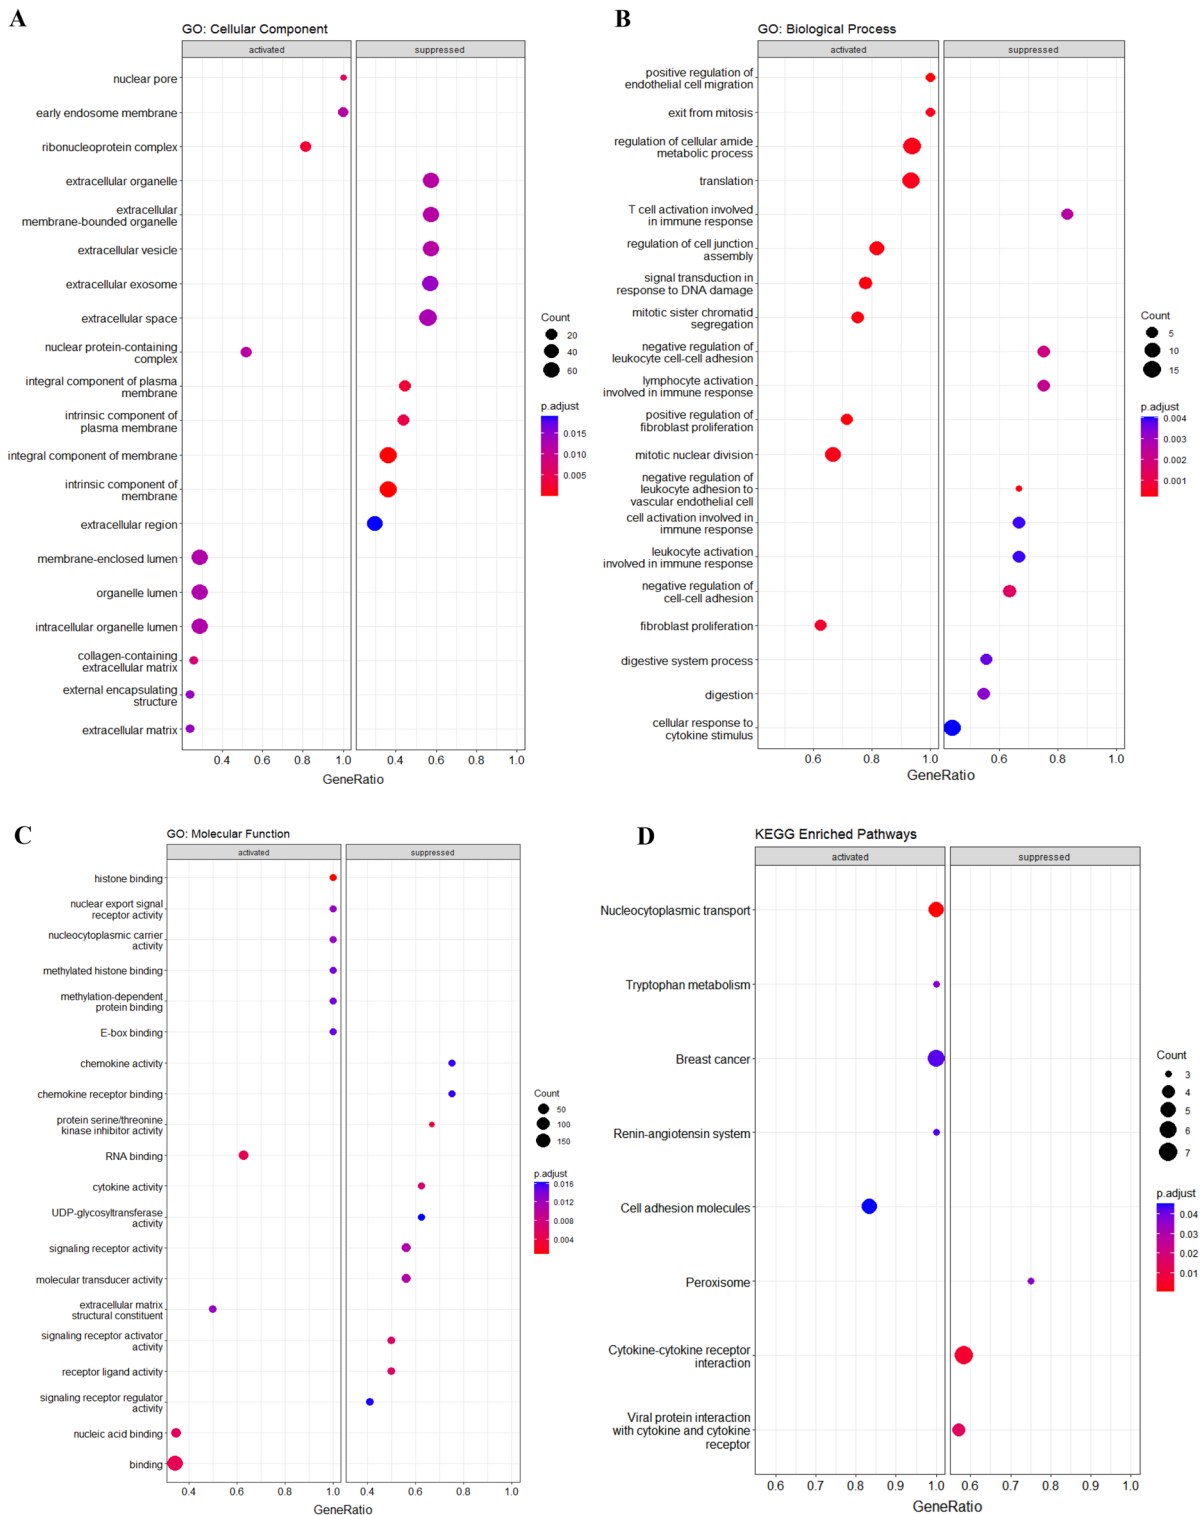 A
GO: Cellular Component
activated
suppressed
nuclear pore
early endosome membrane
ribonucleoprotein complex
extracellular organelle
extracellular
membrane-bounded organelle
extracellular vesicle
extracellular exosome
extracellular space
nuclear protein-containing
complex
integral component of plasma
membrane
intrinsic component of
plasma membrane
integral component of membrane
intrinsic component of
membrane
extracellular region
membrane-enclosed lumen
organelle lumen
intracellular organelle lumen
collagen-containing
extracellular matrix
external encapsulating
structure
extracellular matrix
0.4 0.6 0.8 1.0 0.4 0.6 0.8 1.0
GeneRatio
Count
20
40
60
p.adjust
0.015
0.010
0.005
B
GO: Biological Process
activated
suppressed
positive regulation of
endothelial cell migration
exit from mitosis
regulation of cellular amide
metabolic process
translation
T cell activation involved
in immune response
regulation of cell junction
assembly
signal transduction in
response to DNA damage
mitotic sister chromatid
segregation
negative regulation of
leukocyte cell-cell adhesion
lymphocyte activation
involved in immune response
positive regulation of
fibroblast proliferation
mitotic nuclear division
negative regulation of
leukocyte adhesion to
vascular endothelial cell
cell activation involved in
immune response
leukocyte activation
involved in immune response
negative regulation of
cell-cell adhesion
fibroblast proliferation
digestive system process
digestion
cellular response to
cytokine stimulus
0.6 0.8 1.0 0.6 0.8 1.0
GeneRatio
Count
5
10
15
p.adjust
0.004
0.003
0.002
0.001
C
GO: Molecular Function
activated
suppressed
histone binding
nuclear export signal
receptor activity
nucleocytoplasmic carrier
activity
methylated histone binding
methylation-dependent
protein binding
E-box binding
chemokine activity
chemokine receptor binding
protein serine/threonine
kinase inhibitor activity
RNA binding
cytokine activity
UDP-glycosyltransferase
activity
signaling receptor activity
molecular transducer activity
extracellular matrix
structural constituent
signaling receptor activator
activity
receptor ligand activity
signaling receptor regulator
activity
nucleic acid binding
binding
0.4 0.6 0.8 1.0 0.4 0.6 0.8 1.0
GeneRatio
Count
50
100
150
p.adjust
0.016
0.012
0.008
0.004
D
KEGG Enriched Pathways
activated
suppressed
Nucleocytoplasmic transport
Tryptophan metabolism
Breast cancer
Renin-angiotensin system
Cell adhesion molecules
Peroxisome
Cytokine-cytokine receptor
interaction
Viral protein interaction
with cytokine and cytokine
receptor
0.6 0.7 0.8 0.9 1.0 0.6 0.7 0.8 0.9 1.0
GeneRatio
Count
3
4
5
6
7
p.adjust
0.04
0.03
0.02
0.01